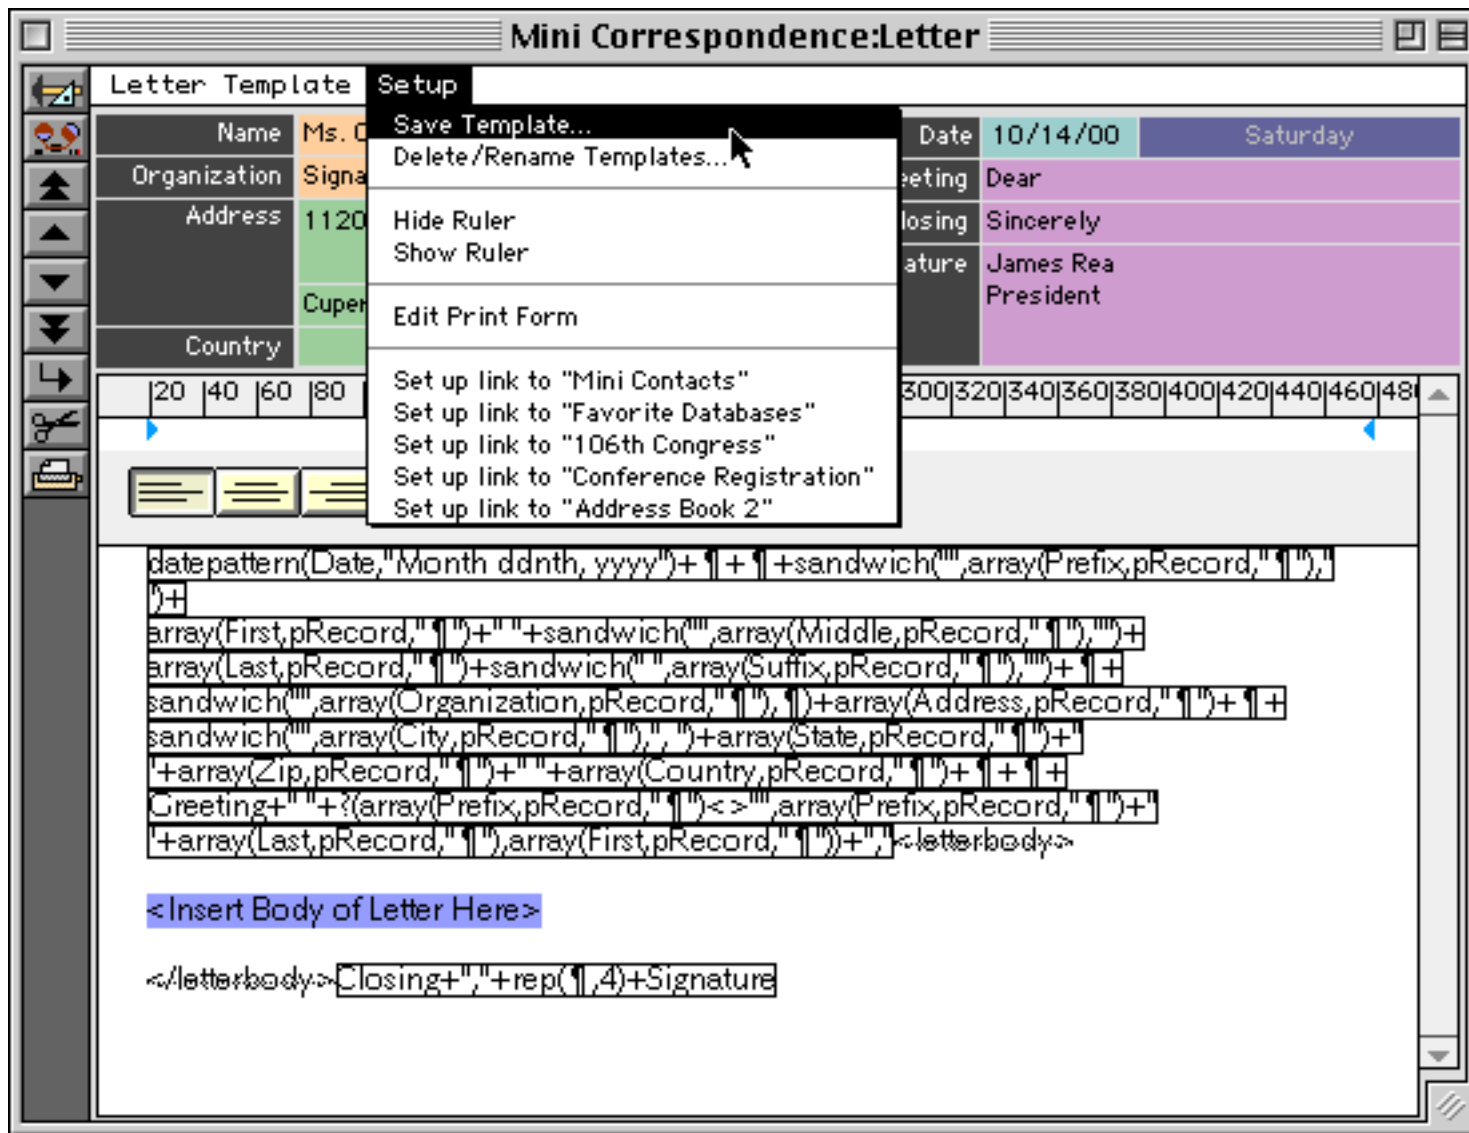 Mini Correspondence:Letter
Letter Template Setup
Name Ms. C
Organization Signa
Address 1120
Cuper
Country
Save Template...
Delete/Rename Templates...
Hide Ruler
Show Ruler
Edit Print Form
Set up link to "Mini Contacts"
Set up link to "Favorite Databases"
Set up link to "106th Congress"
Set up link to "Conference Registration"
Set up link to "Address Book 2"
Date 10/14/00 Saturday
eeting Dear
losing Sincerely
ature James Rea
President
|20 |40 |60 |80 300|320|340|360|380|400|420|440|460|48
datepattern(Date,"Month ddnth, yyyy")+¶+¶+sandwich("",array(Prefix,pRecord,"¶"),"
")+
array(First,pRecord,"¶")+" "+sandwich("",array(Middle,pRecord,"¶"),"")+
array(Last,pRecord,"¶")+sandwich(" ",array(Suffix,pRecord,"¶"),"")+¶+
sandwich("",array(Organization,pRecord,"¶"),¶)+array(Address,pRecord,"¶")+¶+
sandwich("",array(City,pRecord,"¶"),", ")+array(State,pRecord,"¶")+"
"+array(Zip,pRecord,"¶")+" "+array(Country,pRecord,"¶")+¶+¶+
Greeting+" "+?(array(Prefix,pRecord,"¶")<>"",array(Prefix,pRecord,"¶")+"
"+array(Last,pRecord,"¶"),array(First,pRecord,"¶"))+","<letterbody>
<Insert Body of Letter Here>
</letterbody>Closing+","+rep(¶,4)+Signature